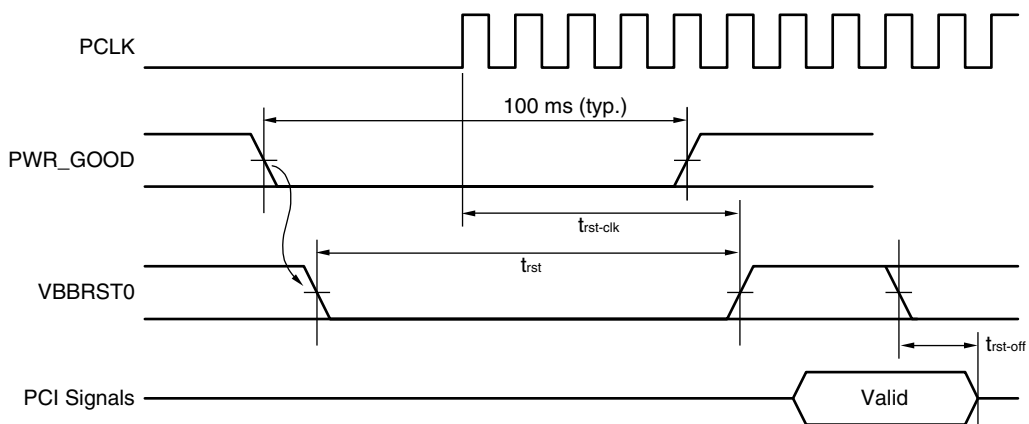 PCLK
100 ms (typ.)
PWR_GOOD
trst-clk
trst
VBBRST0
trst-off
PCI Signals
Valid